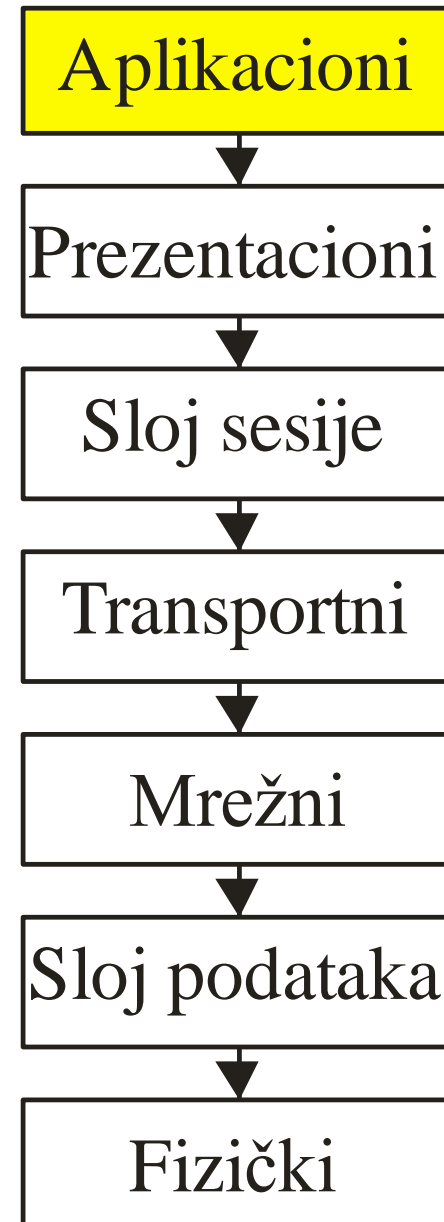 Aplikacioni
Prezentacioni
Sloj sesije
Transportni
Mrežni
Sloj podataka
Fizički